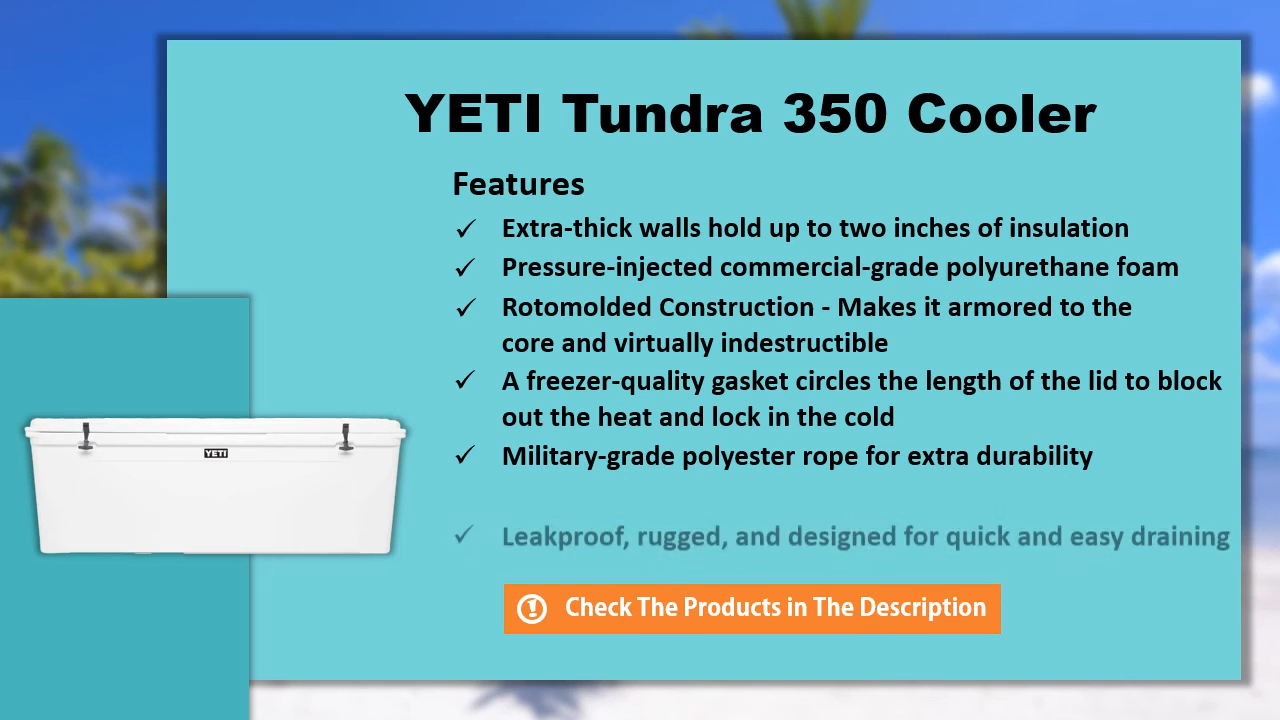 YETI Tundra 350 Cooler
Features
✓ Extra-thick walls hold up to two inches of insulation
✓ Pressure-injected commercial-grade polyurethane foam
✓ Rotomolded Construction - Makes it armored to the
core and virtually indestructible
✓ A freezer-quality gasket circles the length of the lid to block
out the heat and lock in the cold
YETI
✓ Military-grade polyester rope for extra durability
✓ Leakproof, rugged, and designed for quick and easy draining
Check The Products in The Description